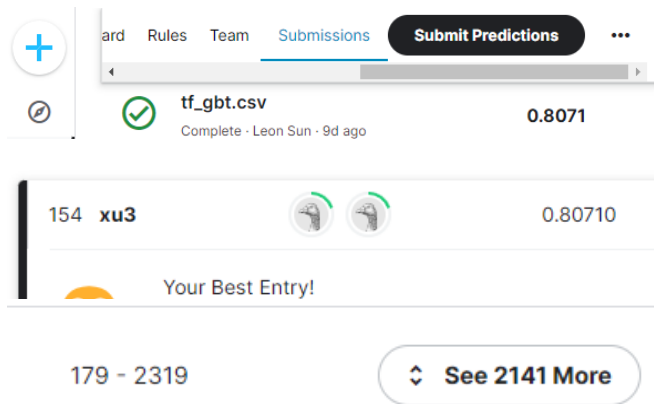 ard Rules Team Submissions Submit Predictions
tf_gbt.csv
0.8071
Complete · Leon Sun · 9d ago
154 xu3 0.80710
Your Best Entry!
179 - 2319 See 2141 More